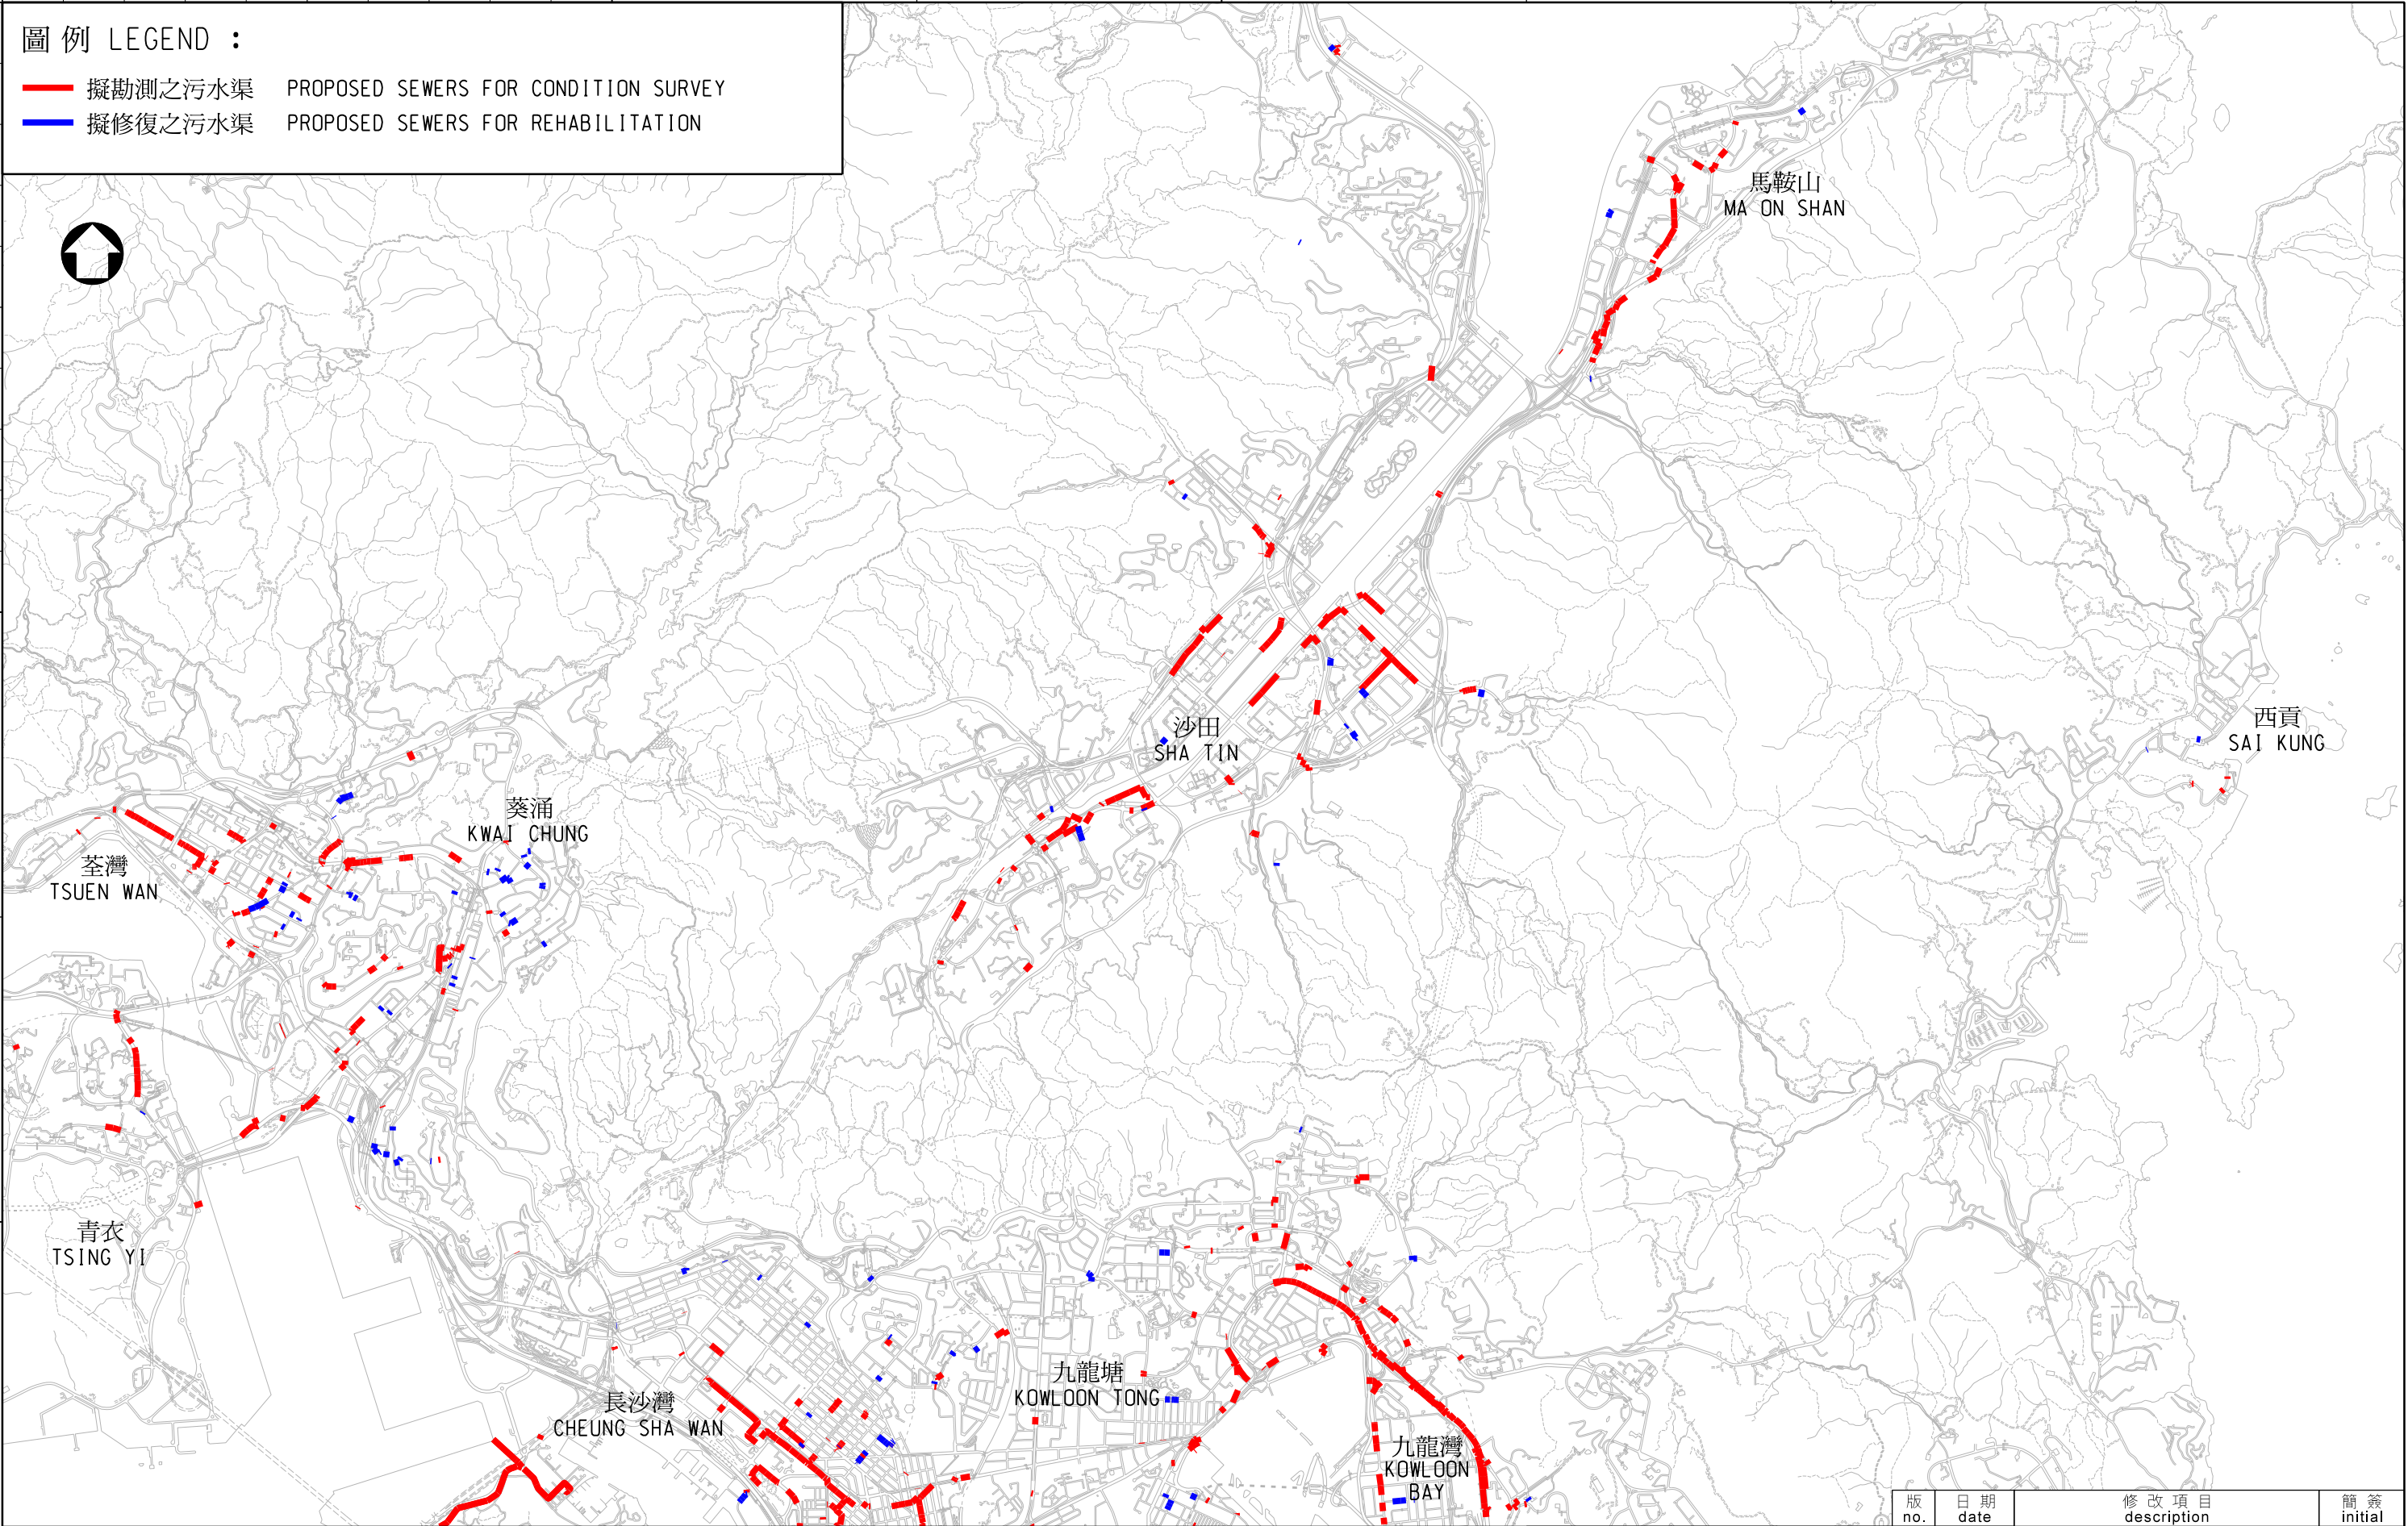 圖例 LEGEND :
擬勘測之污水渠 PROPOSED SEWERS FOR CONDITION SURVEY
擬修復之污水渠 PROPOSED SEWERS FOR REHABILITATION
馬鞍山
MA ON SHAN
沙田
SHA TIN
西貢
SAI KUNG
葵涌
KWAI CHUNG
荃灣
TSUEN WAN
青衣
TSING YI
九龍塘
KOWLOON TONG
長沙灣
CHEUNG SHA WAN
九龍灣
KOWLOON
BAY
版 日期 修改項目 簡簽
no. date description initial